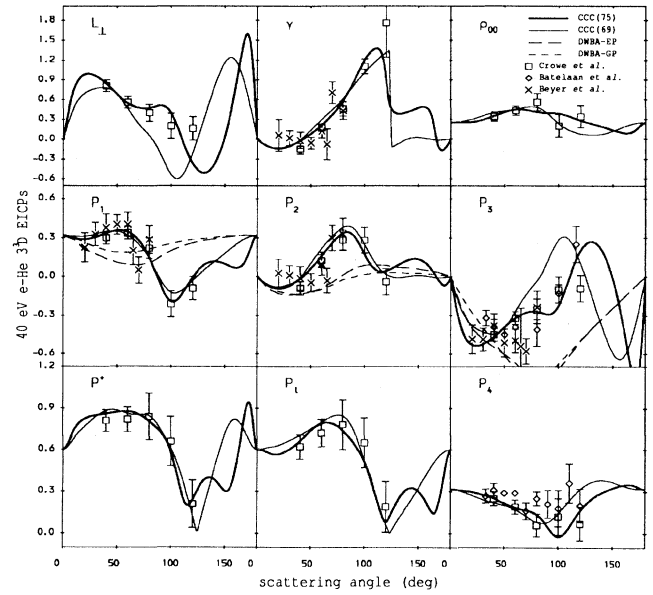 1.8
1.5
1.2
0.9
0.6
0.3
0.0
-0.3
-0.6
L⊥
γ
ρ00
CCC(75)
CCC(69)
DWBA-EP
DWBA-GP
Crowe et al.
Batelaan et al.
Beyer et al.
40 eV e-He 3³D EICPs
0.6
0.3
0.0
-0.3
-0.6
P1
P2
P3
1.2
0.9
0.6
0.3
0.0
P+
Pl
P4
0 50 100 150 0 50 100 150 0 50 100 150
scattering angle (deg)